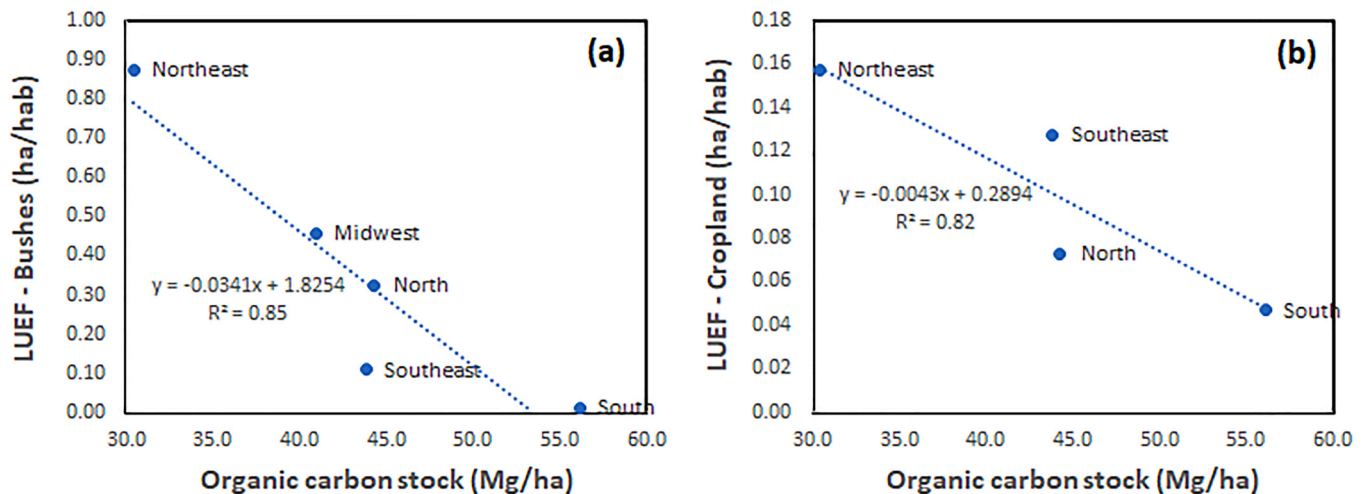 (a)
LUEF - Bushes (ha/hab)
1.00
0.90
0.80
0.70
0.60
0.50
0.40
0.30
0.20
0.10
0.00
Northeast
Midwest
North
Southeast
South
y = -0.0341x + 1.8254
R² = 0.85
30.0 40.0 45.0 50.0 55.0 60.0
Organic carbon stock (Mg/ha)
(b)
LUEF - Cropland (ha/hab)
0.18
0.16
0.14
0.12
0.10
0.08
0.06
0.04
0.02
0.00
Northeast
Southeast
y = -0.0043x + 0.2894
R² = 0.82
North
South
30.0 40.0 45.0 50.0 55.0 60.0
Organic carbon stock (Mg/ha)